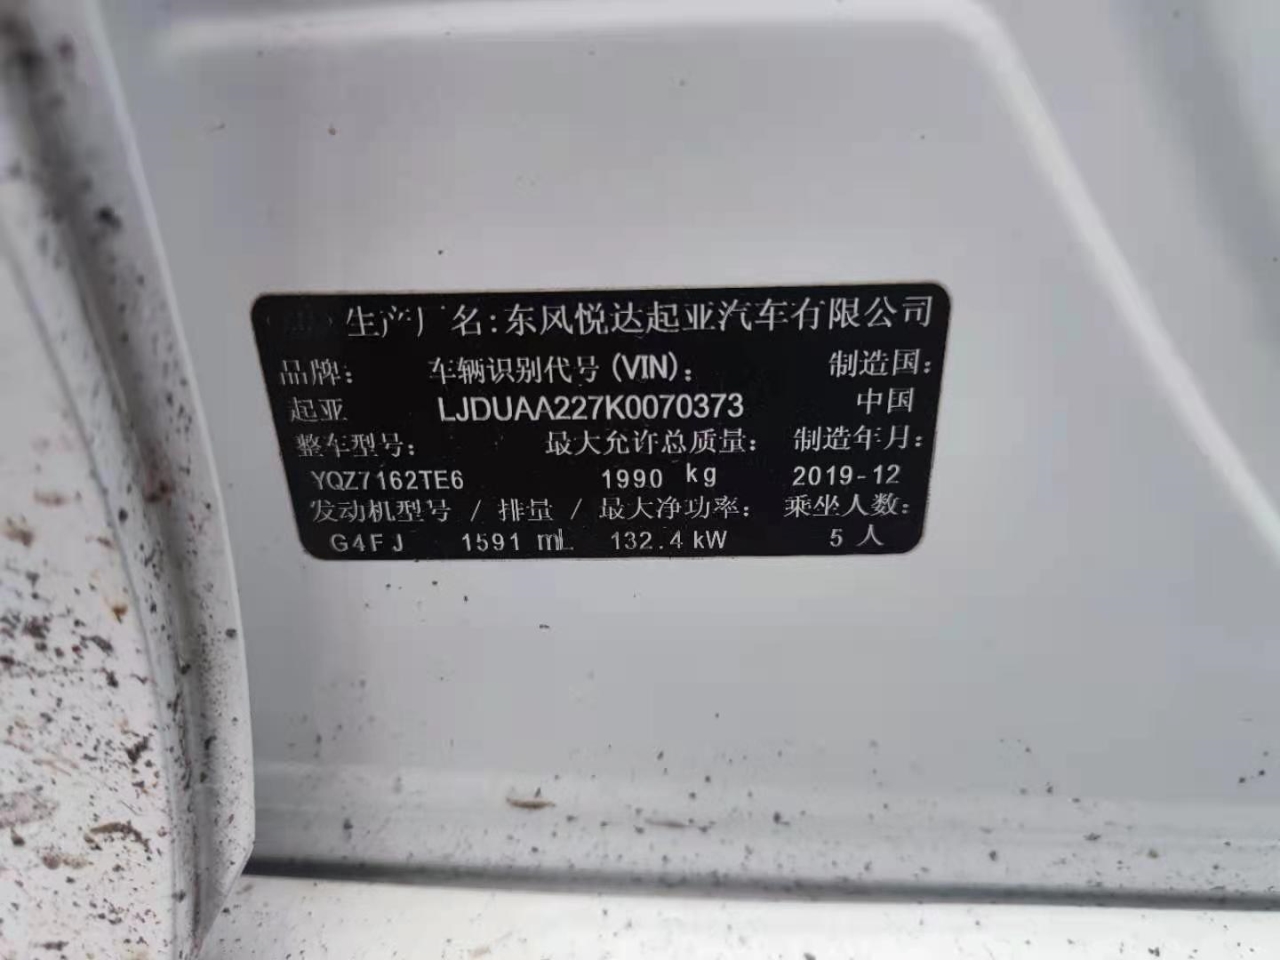 生产厂名:东风悦达起亚汽车有限公司
品牌: 车辆识别代号(VIN): 制造国:
起亚 LJDUAA227K0070373 中国
整车型号: 最大允许总质量: 制造年月:
YQZ7162TE6 1990 kg 2019-12
发动机型号 / 排量 / 最大净功率: 乘坐人数:
G4FJ 1591 mL 132.4 kW 5 人